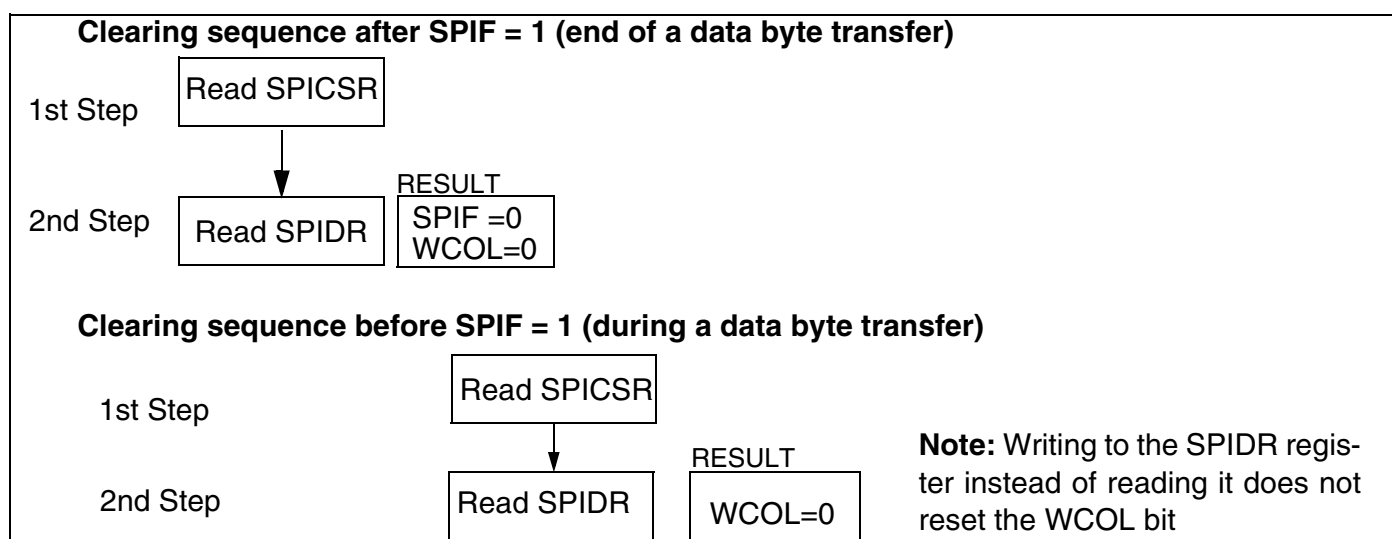 Clearing sequence after SPIF = 1 (end of a data byte transfer)
1st Step
Read SPICSR
2nd Step
Read SPIDR
RESULT
SPIF =0
WCOL=0
Clearing sequence before SPIF = 1 (during a data byte transfer)
1st Step
Read SPICSR
2nd Step
Read SPIDR
RESULT
WCOL=0
Note: Writing to the SPIDR regis-
ter instead of reading it does not
reset the WCOL bit